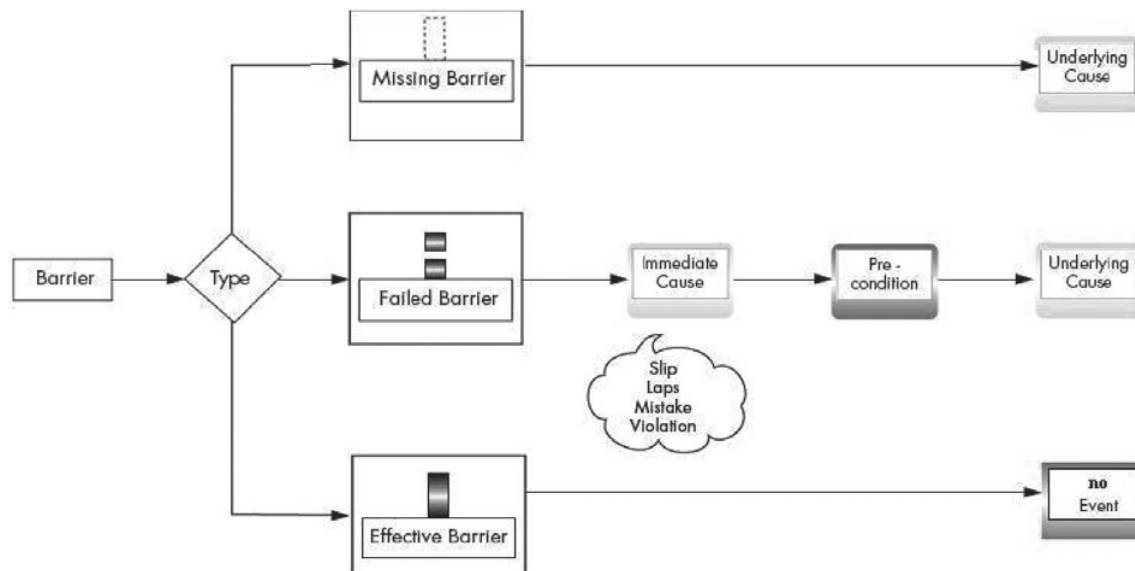 Missing Barrier
Underlying
Cause
Barrier
Type
Failed Barrier
Immediate
Cause
Pre -
condition
Underlying
Cause
Slip
Laps
Mistake
Violation
Effective Barrier
no
Event